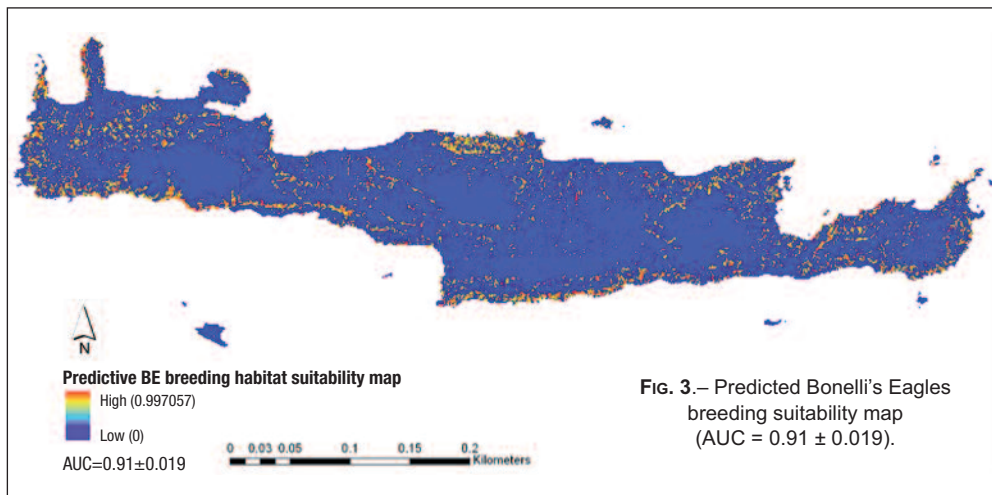 N
Predictive BE breeding habitat suitability map
High (0.997057)
Low (0)
AUC=0.91±0.019
0 0.03 0.05 0.1 0.15 0.2
Kilometers
FIG. 3.– Predicted Bonelli's Eagles
breeding suitability map
(AUC = 0.91 ± 0.019).